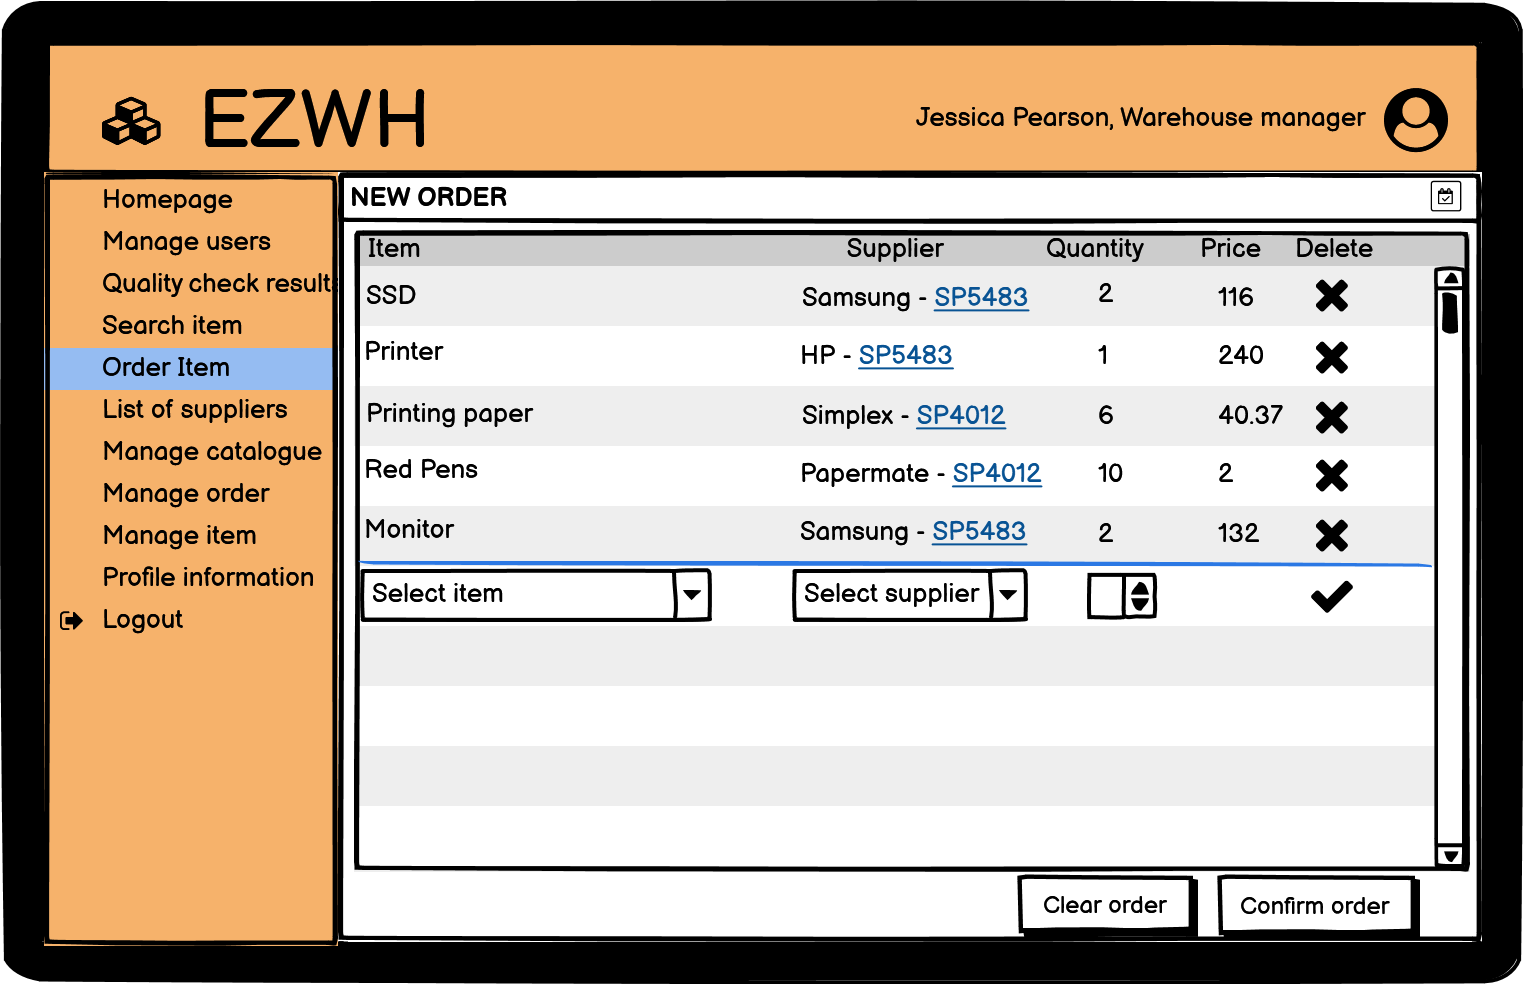 EZWH
Jessica Pearson, Warehouse manager
Homepage
Manage users
Quality check results
Search item
Order Item
List of suppliers
Manage catalogue
Manage order
Manage item
Profile information
Logout
NEW ORDER
Item Supplier Quantity Price Delete
SSD Samsung - SP5483 2 116
Printer HP - SP5483 1 240
Printing paper Simplex - SP4012 6 40.37
Red Pens Papermate - SP4012 10 2
Monitor Samsung - SP5483 2 132
Select item Select supplier
Clear order Confirm order